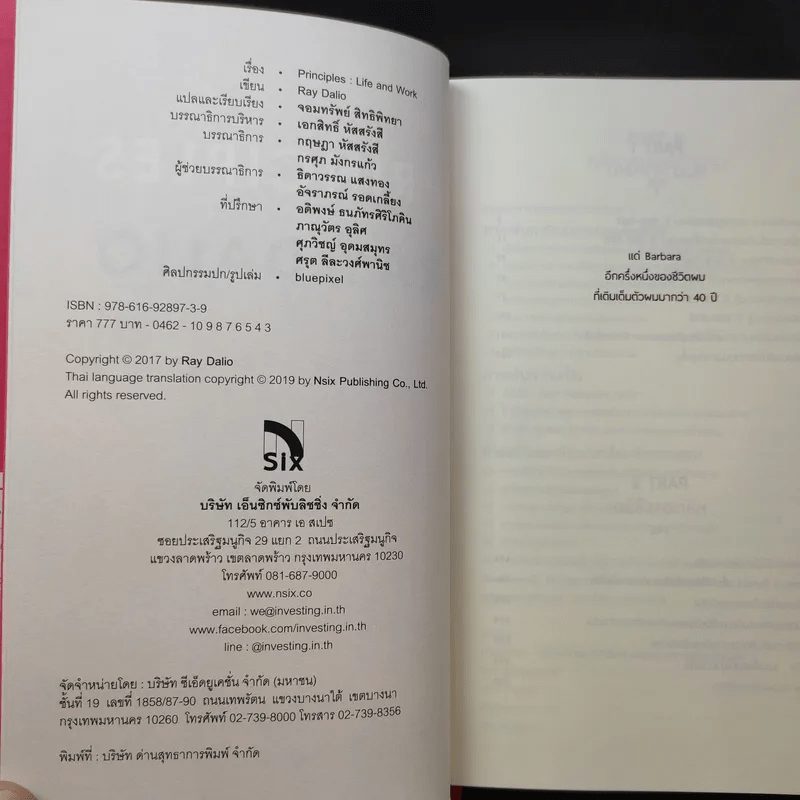 เรื่อง • Principles : Life and Work
เขียน • Ray Dalio
แปลและเรียบเรียง • จอมทรัพย์ สิทธิพิทยา
บรรณาธิการบริหาร • เอกสิทธิ์ หัสสรังสี
บรรณาธิการ • กฤษฎา หัสสรังสี
กรศุภ มังกรแก้ว
ผู้ช่วยบรรณาธิการ • ธิดาวรรณ แสงทอง
อัจราภรณ์ รอดเกลี้ยง
ที่ปรึกษา • อติพงษ์ ธนภัทรศิริโภคิน
ภาณุวัตร อุลิศ
ศุภวิชญ์ อุดมสมุทร
ศรุต ลีละวงศ์พานิช
ศิลปกรรมปก/รูปเล่ม • bluepixel
ISBN : 978-616-92897-3-9
ราคา 777 บาท - 0462 - 10 9 8 7 6 5 4 3
Copyright © 2017 by Ray Dalio
Thai language translation copyright © 2019 by Nsix Publishing Co., Ltd.
All rights reserved.
Six
จัดพิมพ์โดย
บริษัท เอ็นซิกซ์พับลิชชิ่ง จำกัด
112/5 อาคาร เอ สเปซ
ซอยประเสริฐมนูกิจ 29 แยก 2 ถนนประเสริฐมนูกิจ
แขวงลาดพร้าว เขตลาดพร้าว กรุงเทพมหานคร 10230
โทรศัพท์ 081-687-9000
www.nsix.co
email : we@investing.in.th
www.facebook.com/investing.in.th
line : @investing.in.th
จัดจำหน่ายโดย : บริษัท ซีเอ็ดยูเคชั่น จำกัด (มหาชน)
ชั้นที่ 19 เลขที่ 1858/87-90 ถนนเทพรัตน แขวงบางนาใต้ เขตบางนา
กรุงเทพมหานคร 10260 โทรศัพท์ 02-739-8000 โทรสาร 02-739-8356
พิมพ์ที่ : บริษัท ด่านสุทธาการพิมพ์ จำกัด
แด่ Barbara
อีกครึ่งหนึ่งของชีวิตผม
ที่เติมเต็มตัวผมมากว่า 40 ปี